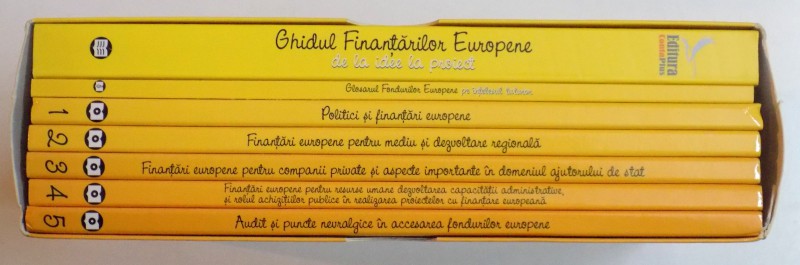 Ghidul Finanțărilor Europene
de la idee la proiect
Editura
ContaPlus
Glosarul Fondurilor Europene pe înțelesul tuturor
1 Politici și finanțări europene
2 Finanțări europene pentru mediu și dezvoltare regională
3 Finanțări europene pentru companii private și aspecte importante în domeniul ajutorului de stat
4 Finanțări europene pentru resurse umane dezvoltarea capacității administrative,
și rolul achizițiilor publice în realizarea proiectelor cu finanțare europeană
5 Audit și puncte nevralgice în accesarea fondurilor europene